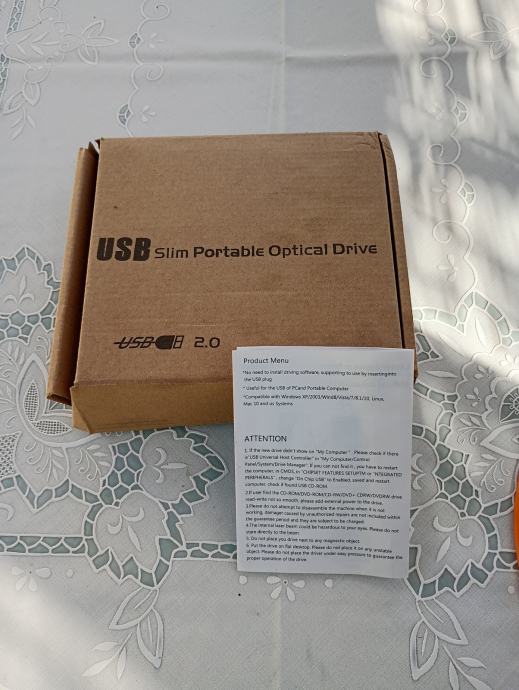 USB Slim Portable Optical Drive
USB 2.0
Product Menu
*No need to install driving software, supporting to use by inserting into
the USB plug
* Useful for the USB of PCand Portable Computer
*Compatible with Windows XP/2003/Wind8/Vista/7/8.1/10, Linux,
Mac 10 and os Systems
ATTENTION
1. If the new drive didn't show on "My Computer" . Please check if there
is"USB Universal Host Controller" in "My Computer/Control
Panel/System/Drive Manager". If you can not find it, you have to restart
the computer, in CMOS, in "CHIPSET FEATURES SETUPTM or "INTEGRATED
PERIPHERALS", change "On Chip USB" to Enabled, saved and restart
computer, check if found USB CD-ROM.
2.If user find the CD-ROM/DVD-ROM/CD-RW/DVD+ CDRW/DVDRW drive
read-write not so smooth, please add external power to the drive.
3.Please do not attempt to disassemble the machine when it is not
working, damager caused by unauthorized repairs are not included within
the guarantee period and they are subject to be charged.
4.The internal laser beam could be hazardous to your eyes. Please do not
stare directly to the beam.
5. Do not place you drive next to any magnetic object.
6. Put the drive on flat desktop. Please do not place it on any unstable
object. Please do not place the driver under easy pressure to guarantee the
proper operation of the drive.